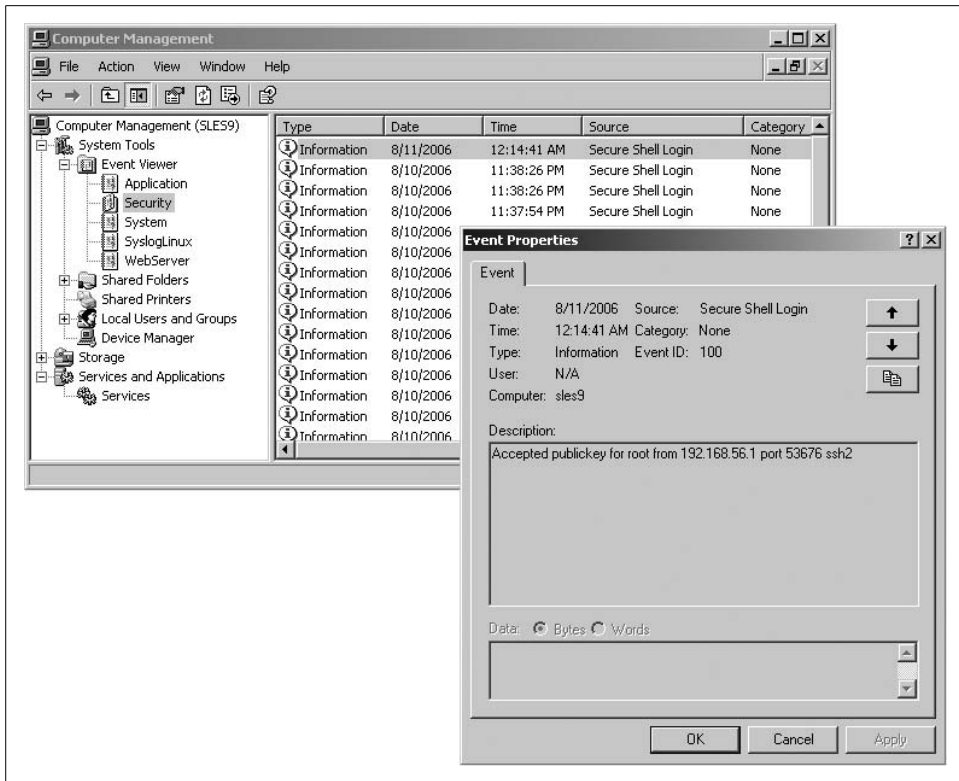 Computer Management
File Action View Window Help
Computer Management (SLES9)
System Tools
Event Viewer
Application
Security
System
SyslogLinux
WebServer
Shared Folders
Shared Printers
Local Users and Groups
Device Manager
Storage
Services and Applications
Services
Type Date Time Source Category
Information 8/11/2006 12:14:41 AM Secure Shell Login None
Information 8/10/2006 11:38:26 PM Secure Shell Login None
Information 8/10/2006 11:38:26 PM Secure Shell Login None
Information 8/10/2006 11:37:54 PM Secure Shell Login None
Information 8/10/2006
Information 8/10/2006
Information 8/10/2006
Information 8/10/2006
Information 8/10/2006
Information 8/10/2006
Information 8/10/2006
Information 8/10/2006
Information 8/10/2006
Information 8/10/2006
Information 8/10/2006
Event Properties
Event
Date: 8/11/2006 Source: Secure Shell Login
Time: 12:14:41 AM Category: None
Type: Information Event ID: 100
User: N/A
Computer: sles9
Description:
Accepted publickey for root from 192.168.56.1 port 53676 ssh2
Data: Bytes Words
OK Cancel Apply